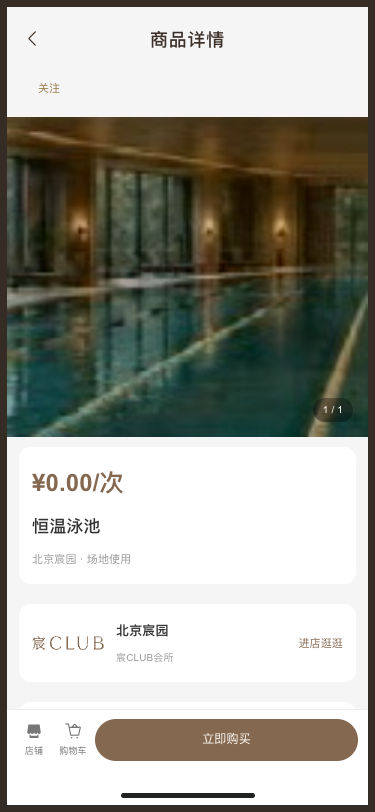 商品详情
关注
1 / 1
¥0.00/次
恒温泳池
北京宸园 · 场地使用
宸CLUB
北京宸园
宸CLUB会所
进店逛逛
店铺
购物车
立即购买